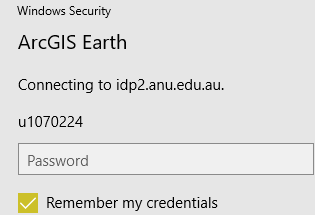 Windows Security
ArcGIS Earth
Connecting to idp2.anu.edu.au.
u1070224
Password
Remember my credentials